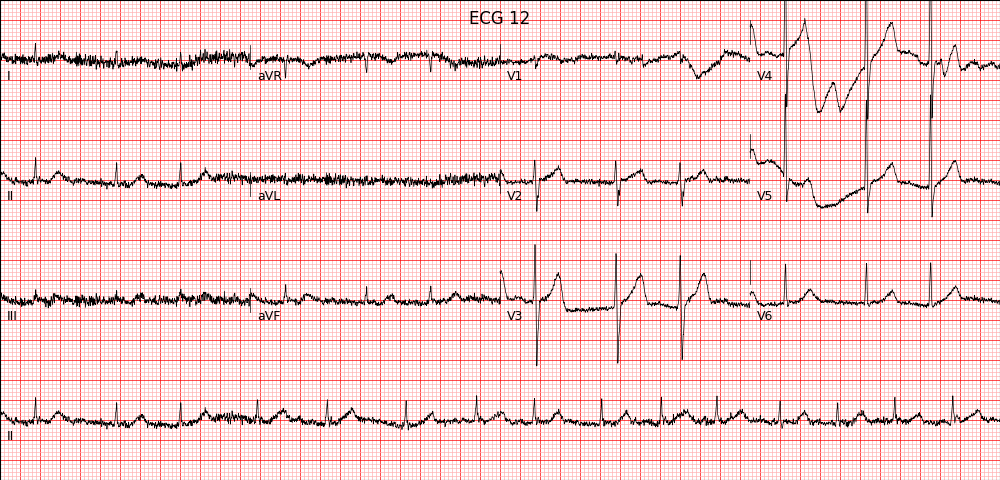 ECG 12
I aVR V1 V4
II aVL V2 V5
III aVF V3 V6
II